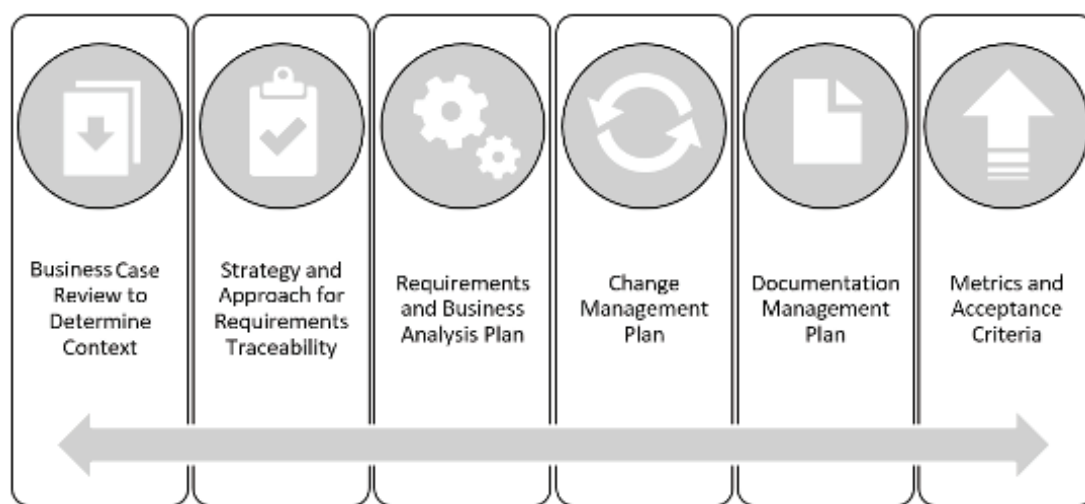 Business Case
Review to
Determine
Context
Strategy and
Approach for
Requirements
Traceability
Requirements
and Business
Analysis Plan
Change
Management
Plan
Documentation
Management
Plan
Metrics and
Acceptance
Criteria